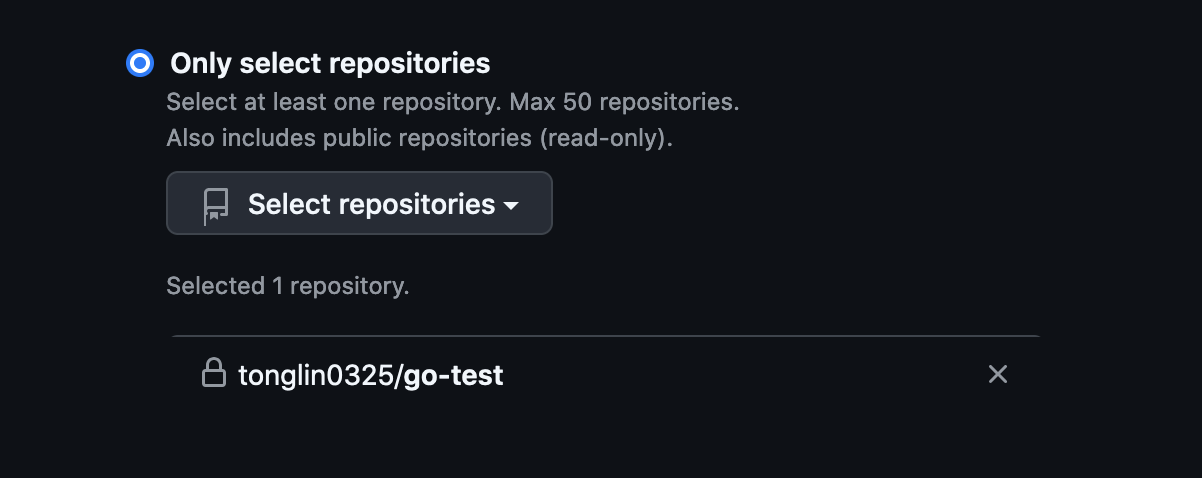 Only select repositories
Select at least one repository. Max 50 repositories.
Also includes public repositories (read-only).
Select repositories
Selected 1 repository.
tonglin0325/go-test